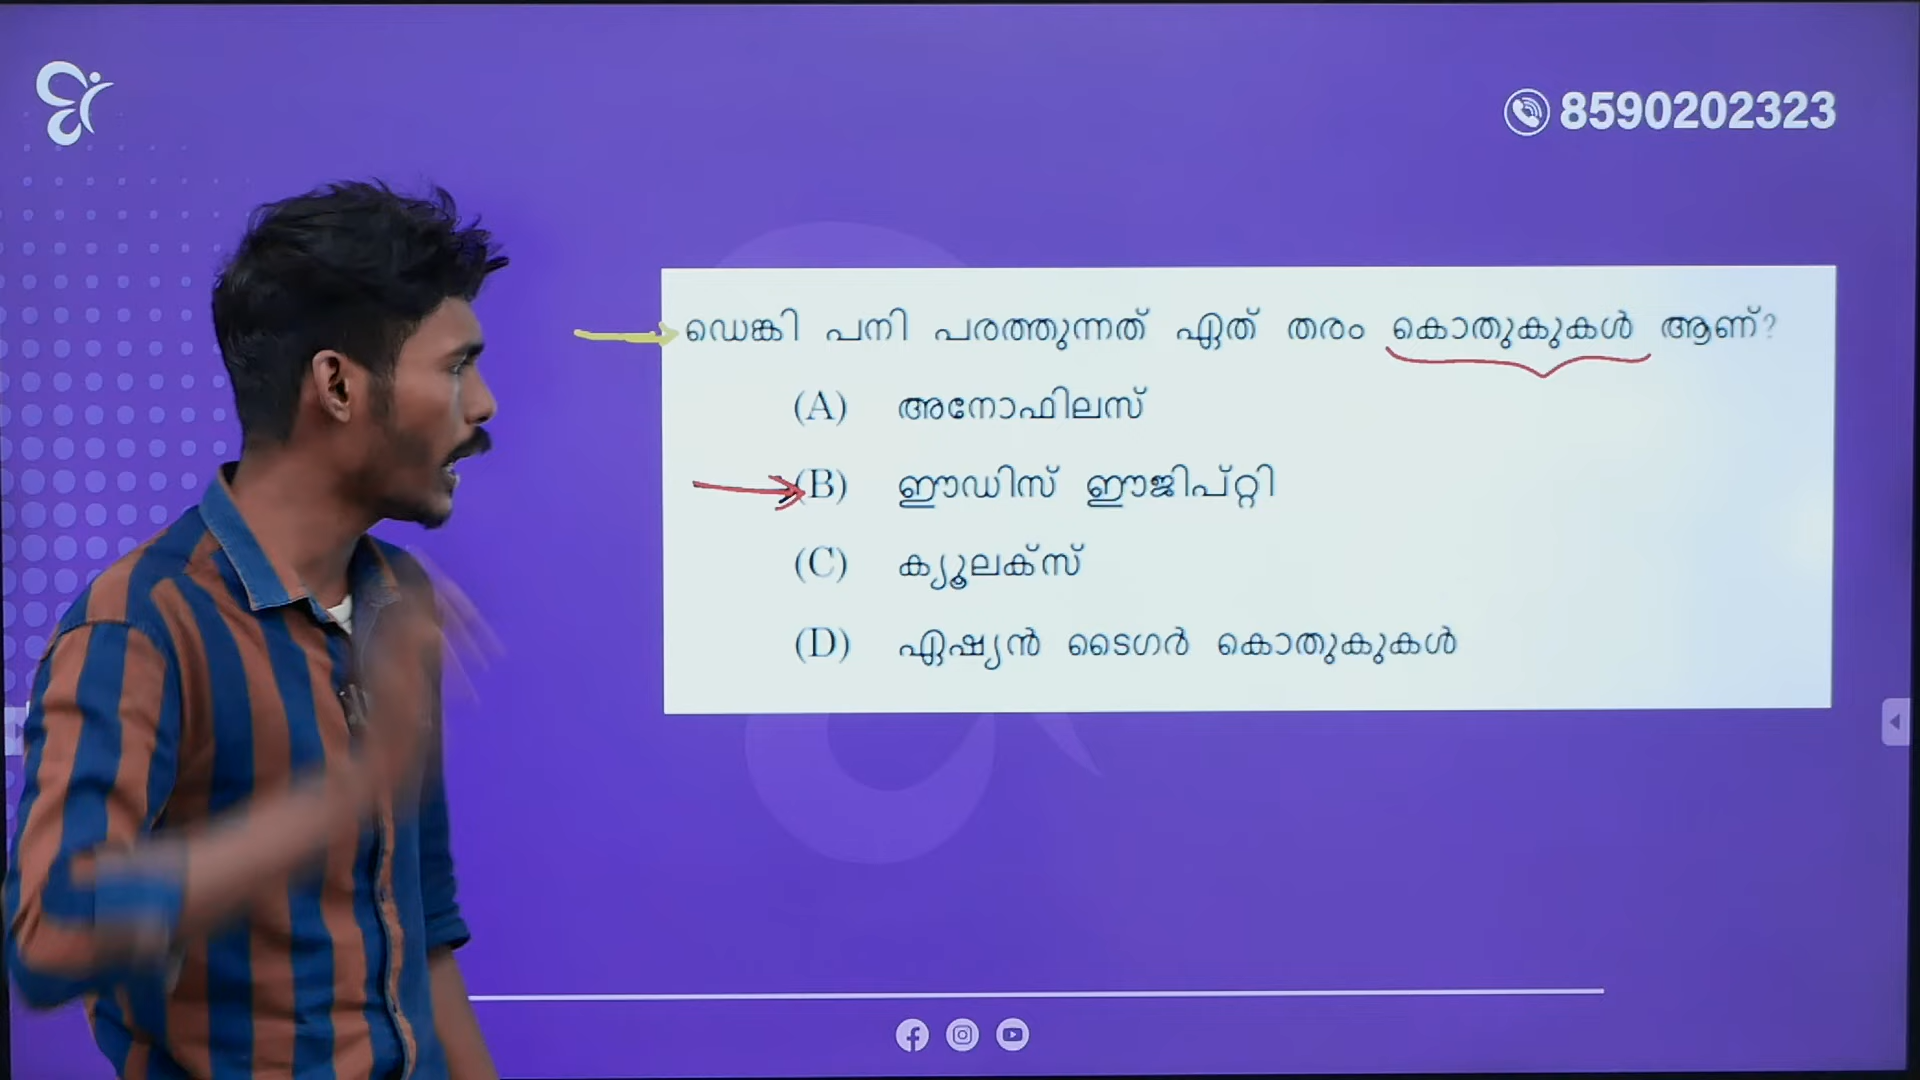 8590202323
ഡെങ്കി പനി പരത്തുന്നത് ഏത് തരം കൊതുകുകൾ ആണ്?
(A) അനോഫിലസ്
(B) ഈഡിസ് ഈജിപ്റ്റി
(C) ക്യൂലക്സ്
(D) ഏഷ്യൻ ടൈഗർ കൊതുകുകൾ